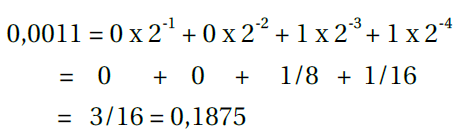 0,0011 = 0 x 2⁻¹ + 0 x 2⁻² + 1 x 2⁻³ + 1 x 2⁻⁴
= 0 + 0 + 1/8 + 1/16
= 3/16 = 0,1875